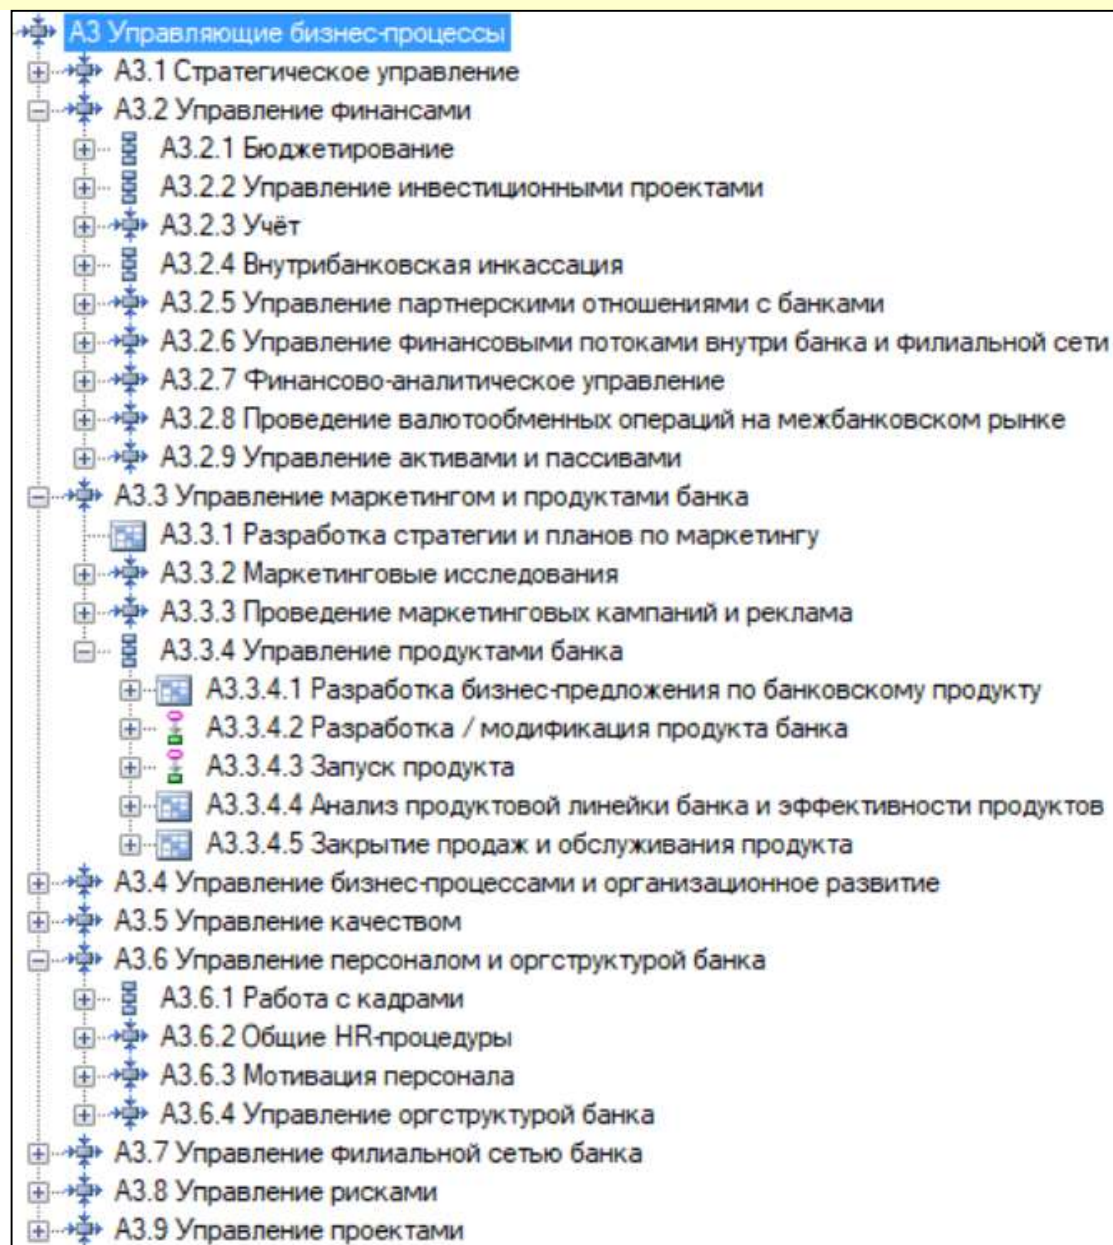 А3 Управляющие бизнес-процессы
А3.1 Стратегическое управление
А3.2 Управление финансами
А3.2.1 Бюджетирование
А3.2.2 Управление инвестиционными проектами
А3.2.3 Учёт
А3.2.4 Внутрибанковская инкассация
А3.2.5 Управление партнерскими отношениями с банками
А3.2.6 Управление финансовыми потоками внутри банка и филиальной сети
А3.2.7 Финансово-аналитическое управление
А3.2.8 Проведение валютообменных операций на межбанковском рынке
А3.2.9 Управление активами и пассивами
А3.3 Управление маркетингом и продуктами банка
А3.3.1 Разработка стратегии и планов по маркетингу
А3.3.2 Маркетинговые исследования
А3.3.3 Проведение маркетинговых кампаний и реклама
А3.3.4 Управление продуктами банка
А3.3.4.1 Разработка бизнес-предложения по банковскому продукту
А3.3.4.2 Разработка / модификация продукта банка
А3.3.4.3 Запуск продукта
А3.3.4.4 Анализ продуктовой линейки банка и эффективности продуктов
А3.3.4.5 Закрытие продаж и обслуживания продукта
А3.4 Управление бизнес-процессами и организационное развитие
А3.5 Управление качеством
А3.6 Управление персоналом и оргструктурой банка
А3.6.1 Работа с кадрами
А3.6.2 Общие HR-процедуры
А3.6.3 Мотивация персонала
А3.6.4 Управление оргструктурой банка
А3.7 Управление филиальной сетью банка
А3.8 Управление рисками
А3.9 Управление проектами